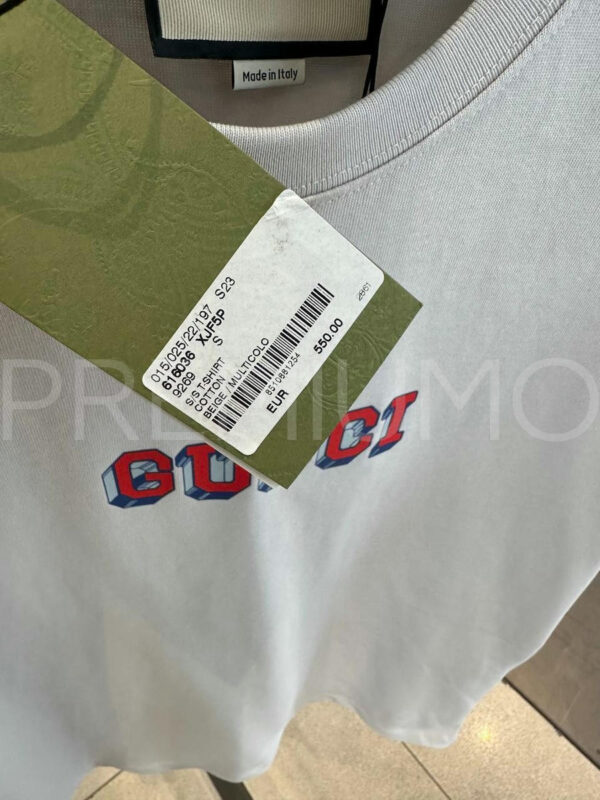 Made in Italy
015/025/22/197 S23
616036 XJF5P
9269 S
S/S T-SHIRT
COTTON
BEIGE / MULTICOLO
8510881234
EUR 550.00
PREMIUMO